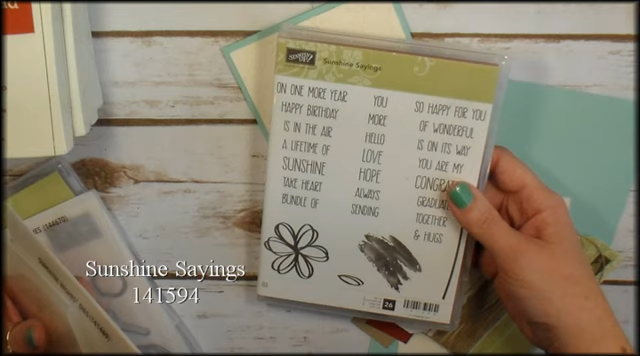 STAMPIN' UP!
Sunshine Sayings
ON ONE MORE YEAR
HAPPY BIRTHDAY
IS IN THE AIR
A LIFETIME OF
SUNSHINE
TAKE HEART
BUNDLE OF
YOU
MORE
HELLO
LOVE
HOPE
ALWAYS
SENDING
SO HAPPY FOR YOU
OF WONDERFUL
IS ON ITS WAY
YOU ARE MY
GRADUAT
TOGETHER
& HUGS
26
(144670)
Sunshine Sayings
141594